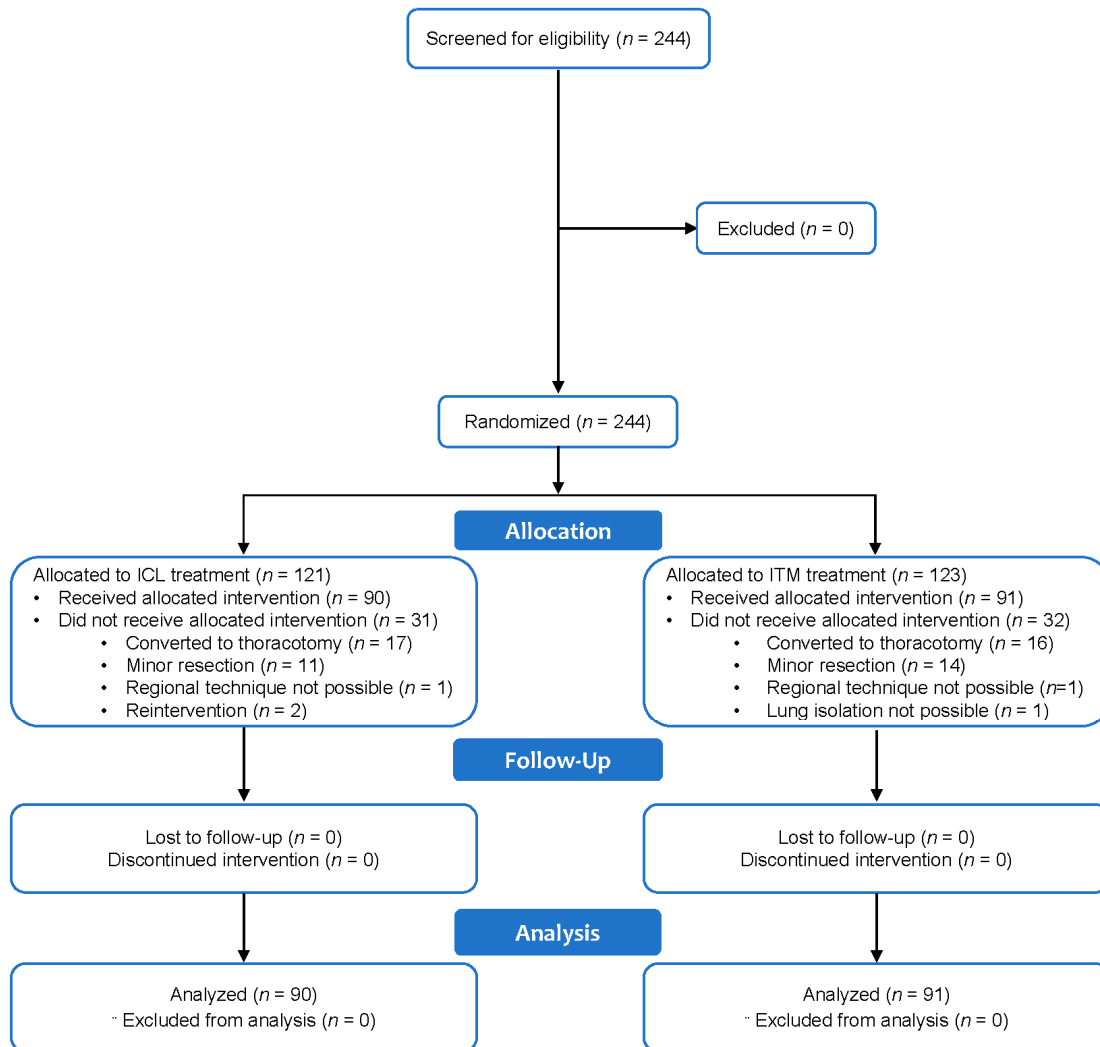 Screened for eligibility (n = 244)
Excluded (n = 0)
Randomized (n = 244)
Allocation
Allocated to ICL treatment (n = 121)
• Received allocated intervention (n = 90)
• Did not receive allocated intervention (n = 31)
• Converted to thoracotomy (n = 17)
• Minor resection (n = 11)
• Regional technique not possible (n = 1)
• Reintervention (n = 2)
Allocated to ITM treatment (n = 123)
• Received allocated intervention (n = 91)
• Did not receive allocated intervention (n = 32)
• Converted to thoracotomy (n = 16)
• Minor resection (n = 14)
• Regional technique not possible (n=1)
• Lung isolation not possible (n = 1)
Follow-Up
Lost to follow-up (n = 0)
Discontinued intervention (n = 0)
Lost to follow-up (n = 0)
Discontinued intervention (n = 0)
Analysis
Analyzed (n = 90)
¨ Excluded from analysis (n = 0)
Analyzed (n = 91)
¨ Excluded from analysis (n = 0)